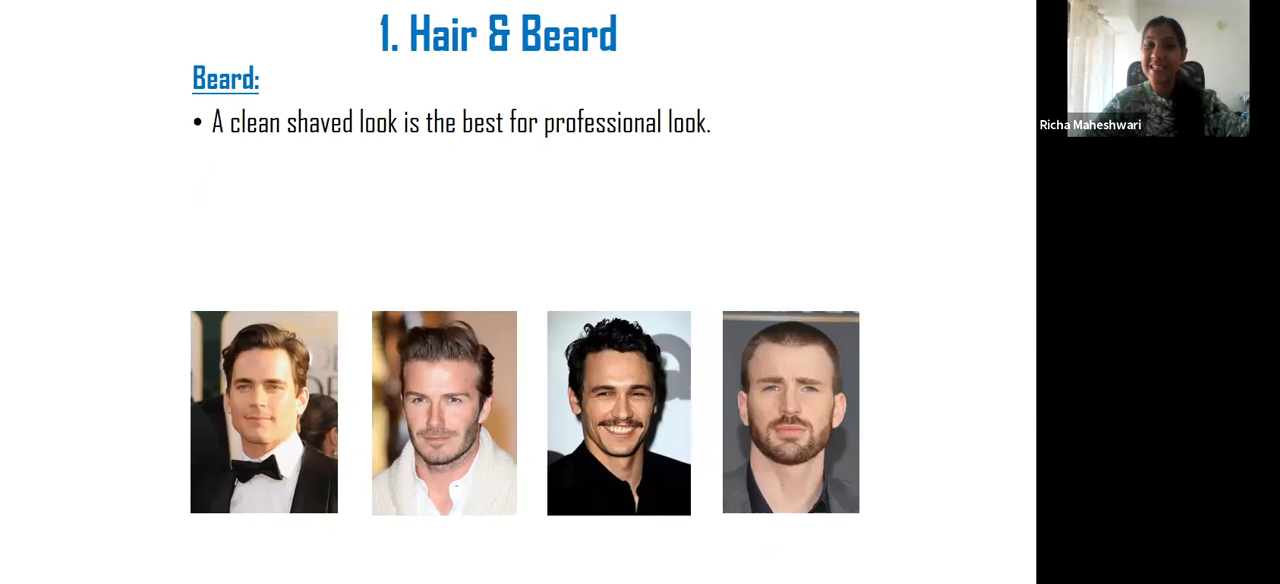 1. Hair & Beard
Beard:
• A clean shaved look is the best for professional look.
Richa Maheshwari